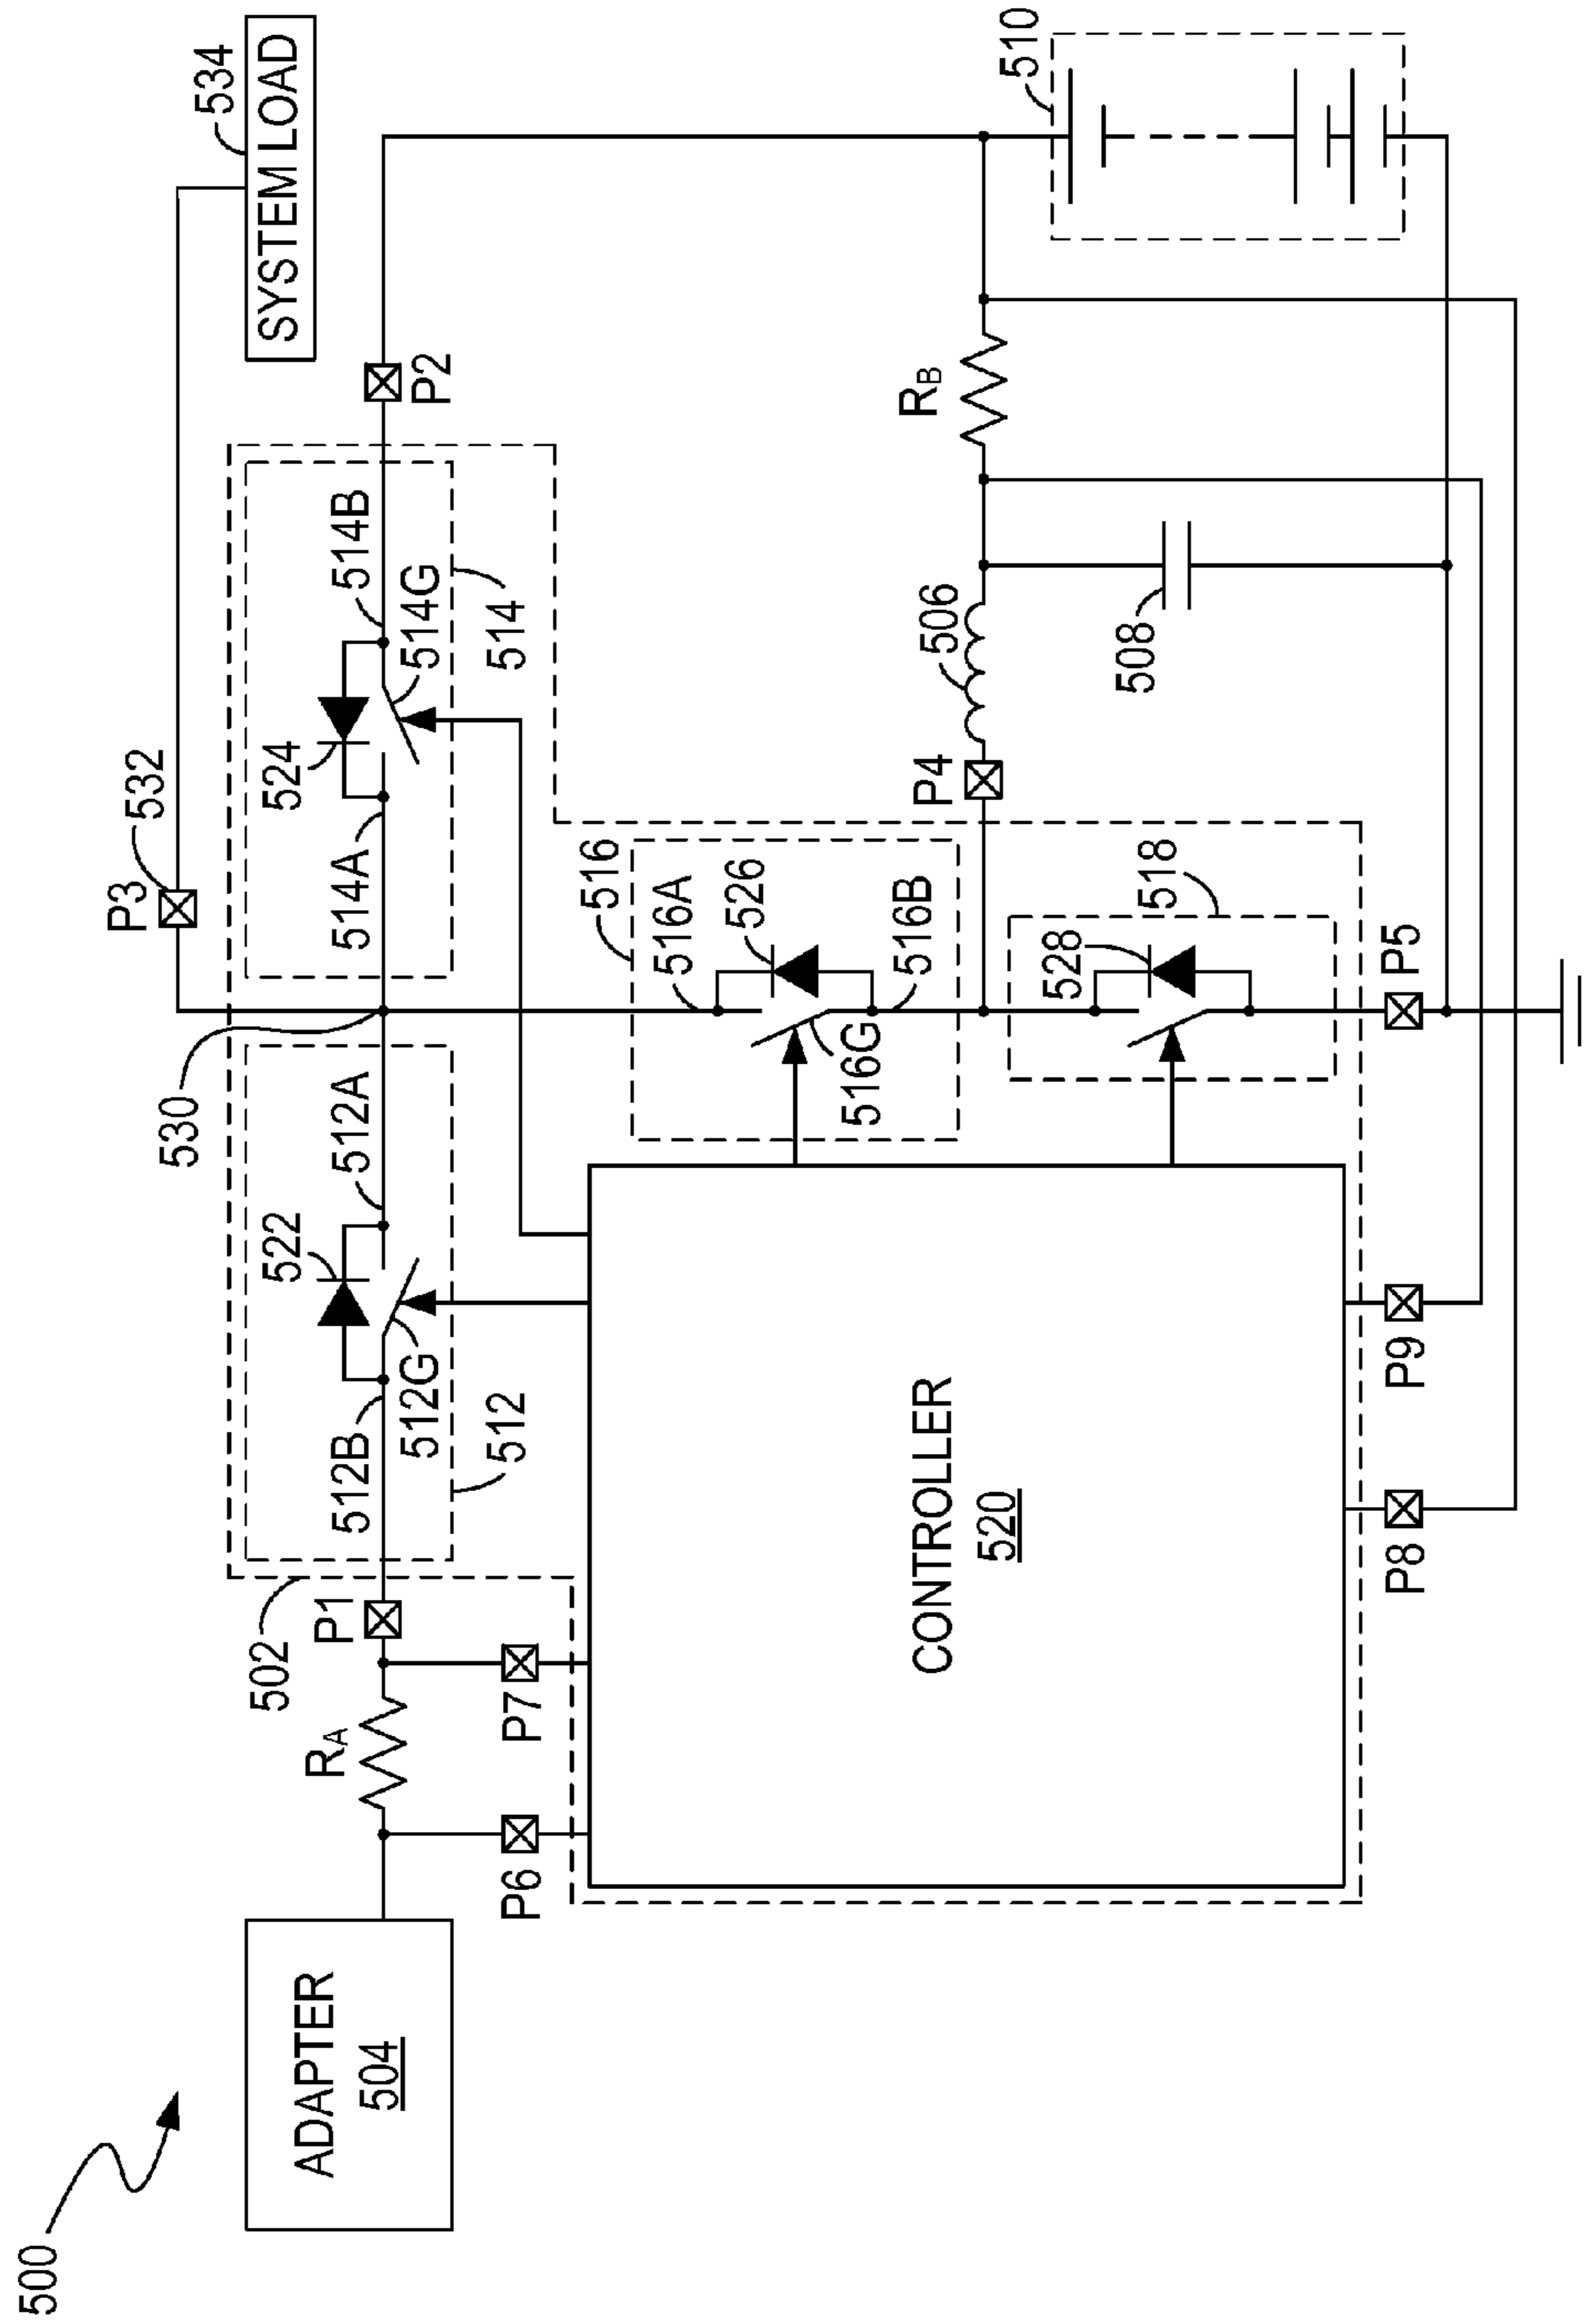 500
ADAPTER
504
RA
P6
P7
P1
502
512B
512G
512
522
512A
530
P3
532
514A
524
514B
514G
514
P2
534
SYSTEM LOAD
516
516A
526
516B
516G
518
528
P4
506
508
RB
510
P5
CONTROLLER
520
P8
P9